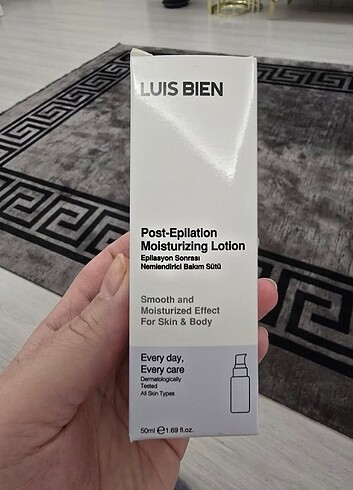 LUIS BIEN
Post-Epilation
Moisturizing Lotion
Epilasyon Sonrası
Nemlendirici Bakım Sütü
Smooth and
Moisturized Effect
For Skin & Body
Every day,
Every care
Dermatologically
Tested
All Skin Types
50ml ℮1.69 fl.oz.